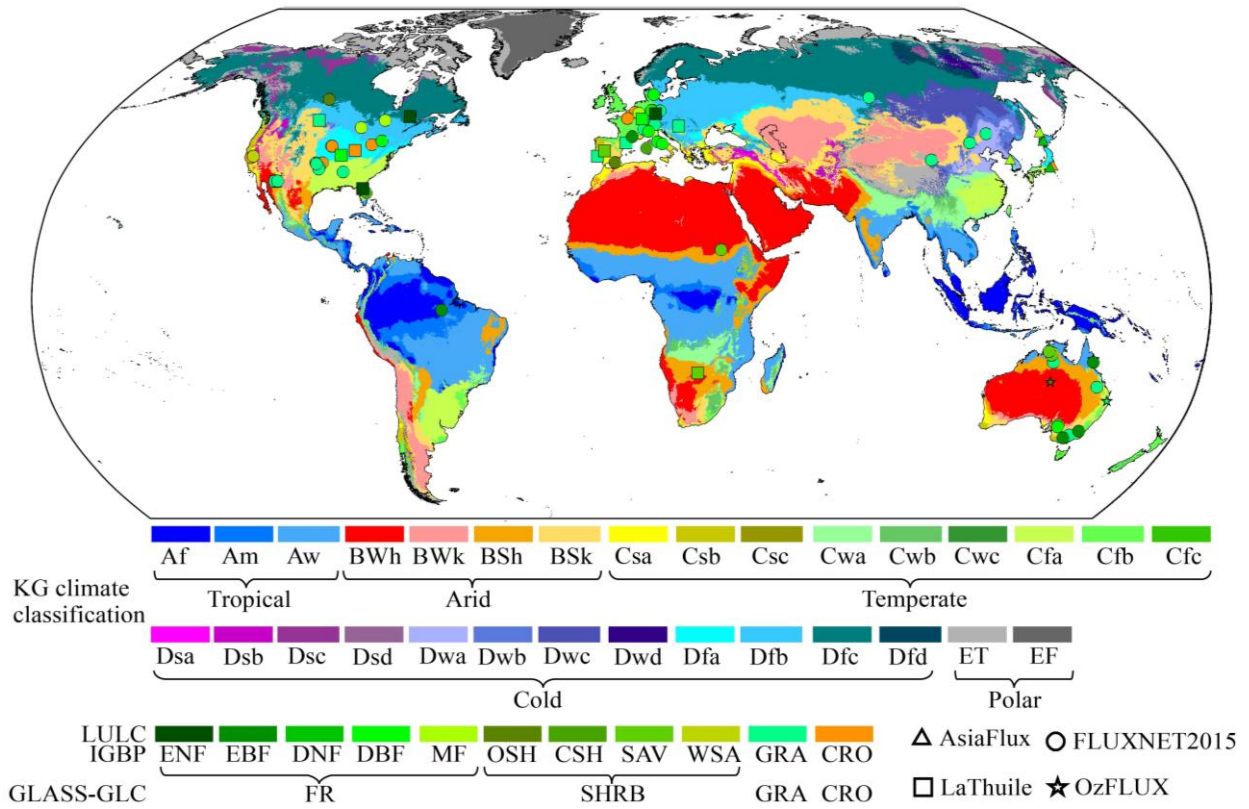 Af Am Aw BWh BWk BSh BSk Csa Csb Csc Cwa Cwb Cwc Cfa Cfb Cfc
KG climate
classification
Tropical Arid Temperate
Dsa Dsb Dsc Dsd Dwa Dwb Dwc Dwd Dfa Dfb Dfc Dfd ET EF
Cold Polar
LULC
IGBP ENF EBF DNF DBF MF OSH CSH SAV WSA GRA CRO
GLASS-GLC FR SHRB GRA CRO
AsiaFlux FLUXNET2015
LaThuile OzFLUX